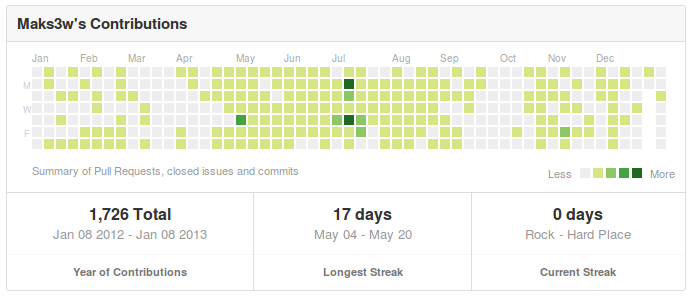 Maks3w's Contributions
Jan Feb Mar Apr May Jun Jul Aug Sep Oct Nov Dec
M
W
F
Summary of Pull Requests, closed issues and commits
Less More
1,726 Total 17 days 0 days
Jan 08 2012 - Jan 08 2013 May 04 - May 20 Rock - Hard Place
Year of Contributions Longest Streak Current Streak